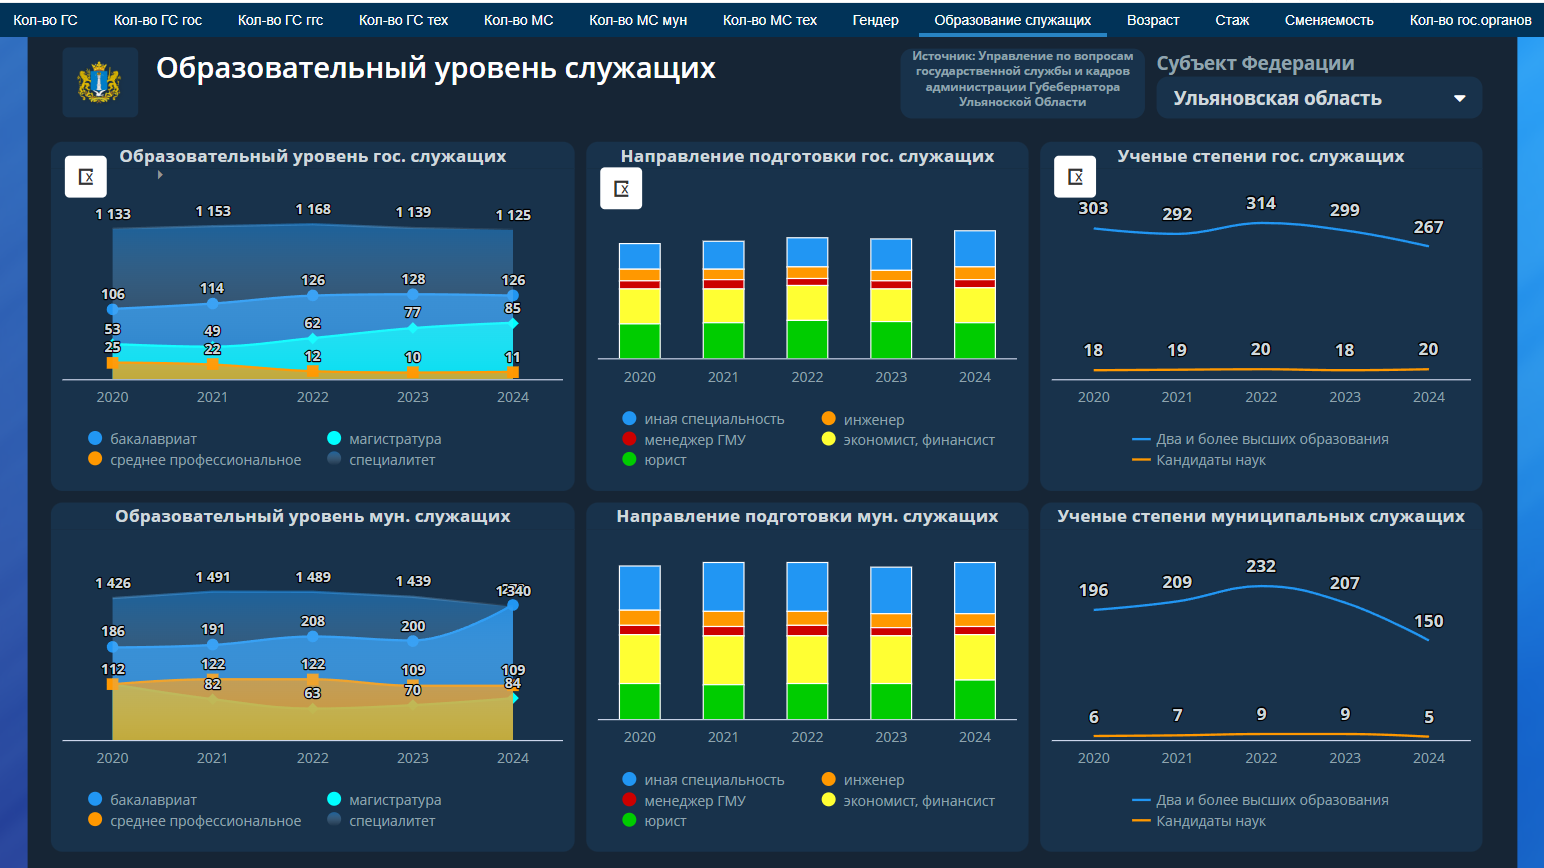 Кол-во ГС Кол-во ГС гос Кол-во ГС ггс Кол-во ГС тех Кол-во МС Кол-во МС мун Кол-во МС тех Гендер Образование служащих Возраст Стаж Сменяемость Кол-во гос.органов
Образовательный уровень служащих
Источник: Управление по вопросам
государственной службы и кадров
администрации Губебернатора
Ульяноской Области
Субъект Федерации
Ульяновская область
Образовательный уровень гос. служащих
1 133 1 153 1 168 1 139 1 125
106 114 126 128 126
53 49 62 77 85
25 22 12 10 11
2020 2021 2022 2023 2024
бакалавриат магистратура
среднее профессиональное специалитет
Направление подготовки гос. служащих
2020 2021 2022 2023 2024
иная специальность инженер
менеджер ГМУ экономист, финансист
юрист
Ученые степени гос. служащих
303 292 314 299 267
18 19 20 18 20
2020 2021 2022 2023 2024
Два и более высших образования
Кандидаты наук
Образовательный уровень мун. служащих
1 426 1 491 1 489 1 439 1 340
186 191 208 200
112 122 122 109 109
82 63 70 84
2020 2021 2022 2023 2024
бакалавриат магистратура
среднее профессиональное специалитет
Направление подготовки мун. служащих
2020 2021 2022 2023 2024
иная специальность инженер
менеджер ГМУ экономист, финансист
юрист
Ученые степени муниципальных служащих
196 209 232 207 150
6 7 9 9 5
2020 2021 2022 2023 2024
Два и более высших образования
Кандидаты наук